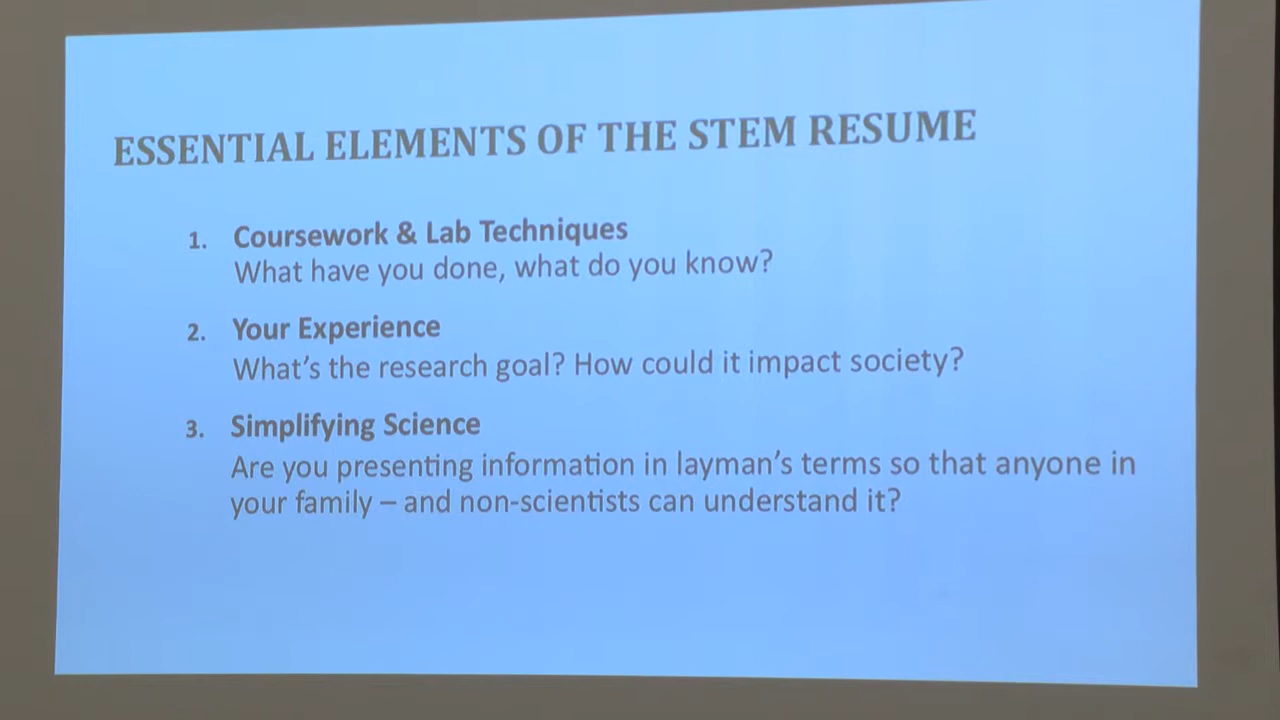 ESSENTIAL ELEMENTS OF THE STEM RESUME
1. Coursework & Lab Techniques
What have you done, what do you know?
2. Your Experience
What's the research goal? How could it impact society?
3. Simplifying Science
Are you presenting information in layman's terms so that anyone in
your family – and non-scientists can understand it?